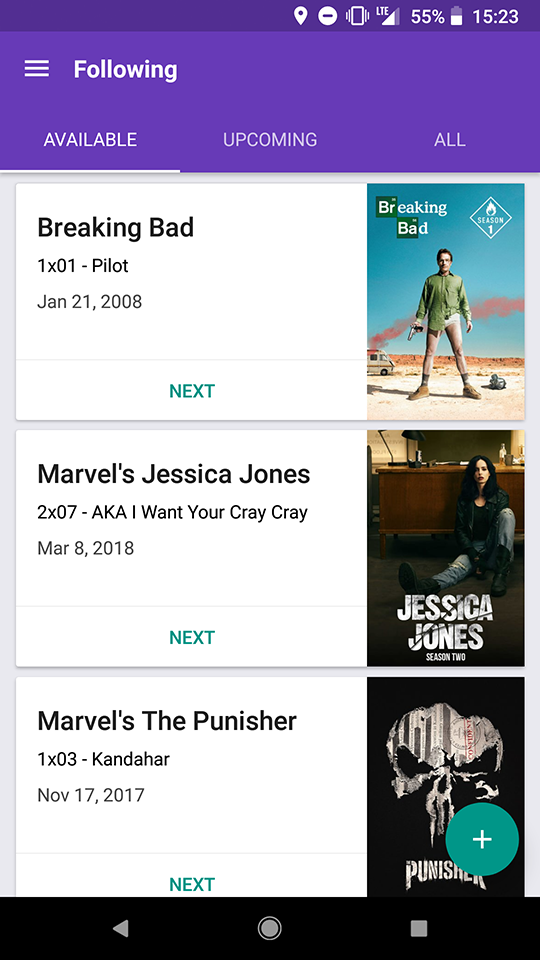 LTE 55% 15:23
Following
AVAILABLE UPCOMING ALL
Breaking Bad
1x01 - Pilot
Jan 21, 2008
NEXT
Breaking
Bad
SEASON
1
Marvel's Jessica Jones
2x07 - AKA I Want Your Cray Cray
Mar 8, 2018
NEXT
JESSICA
JONES
SEASON TWO
Marvel's The Punisher
1x03 - Kandahar
Nov 17, 2017
NEXT
PUNISHER
+